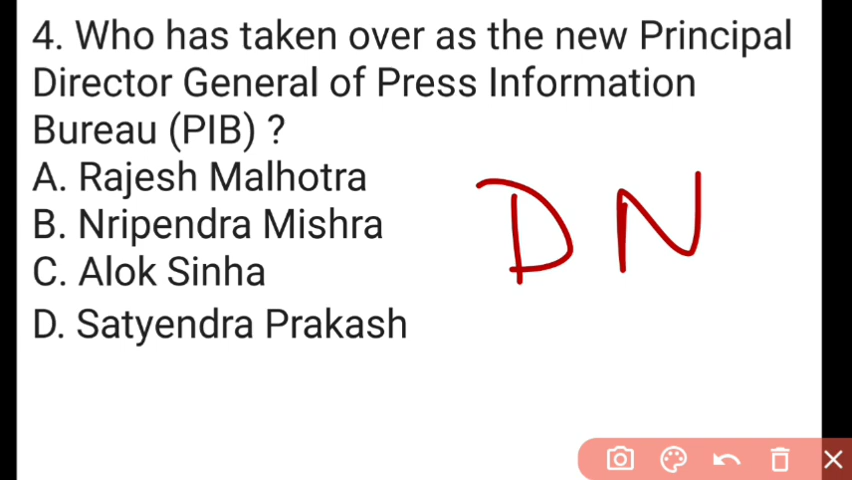 4. Who has taken over as the new Principal
Director General of Press Information
Bureau (PIB) ?
A. Rajesh Malhotra
B. Nripendra Mishra
C. Alok Sinha
D. Satyendra Prakash
DN